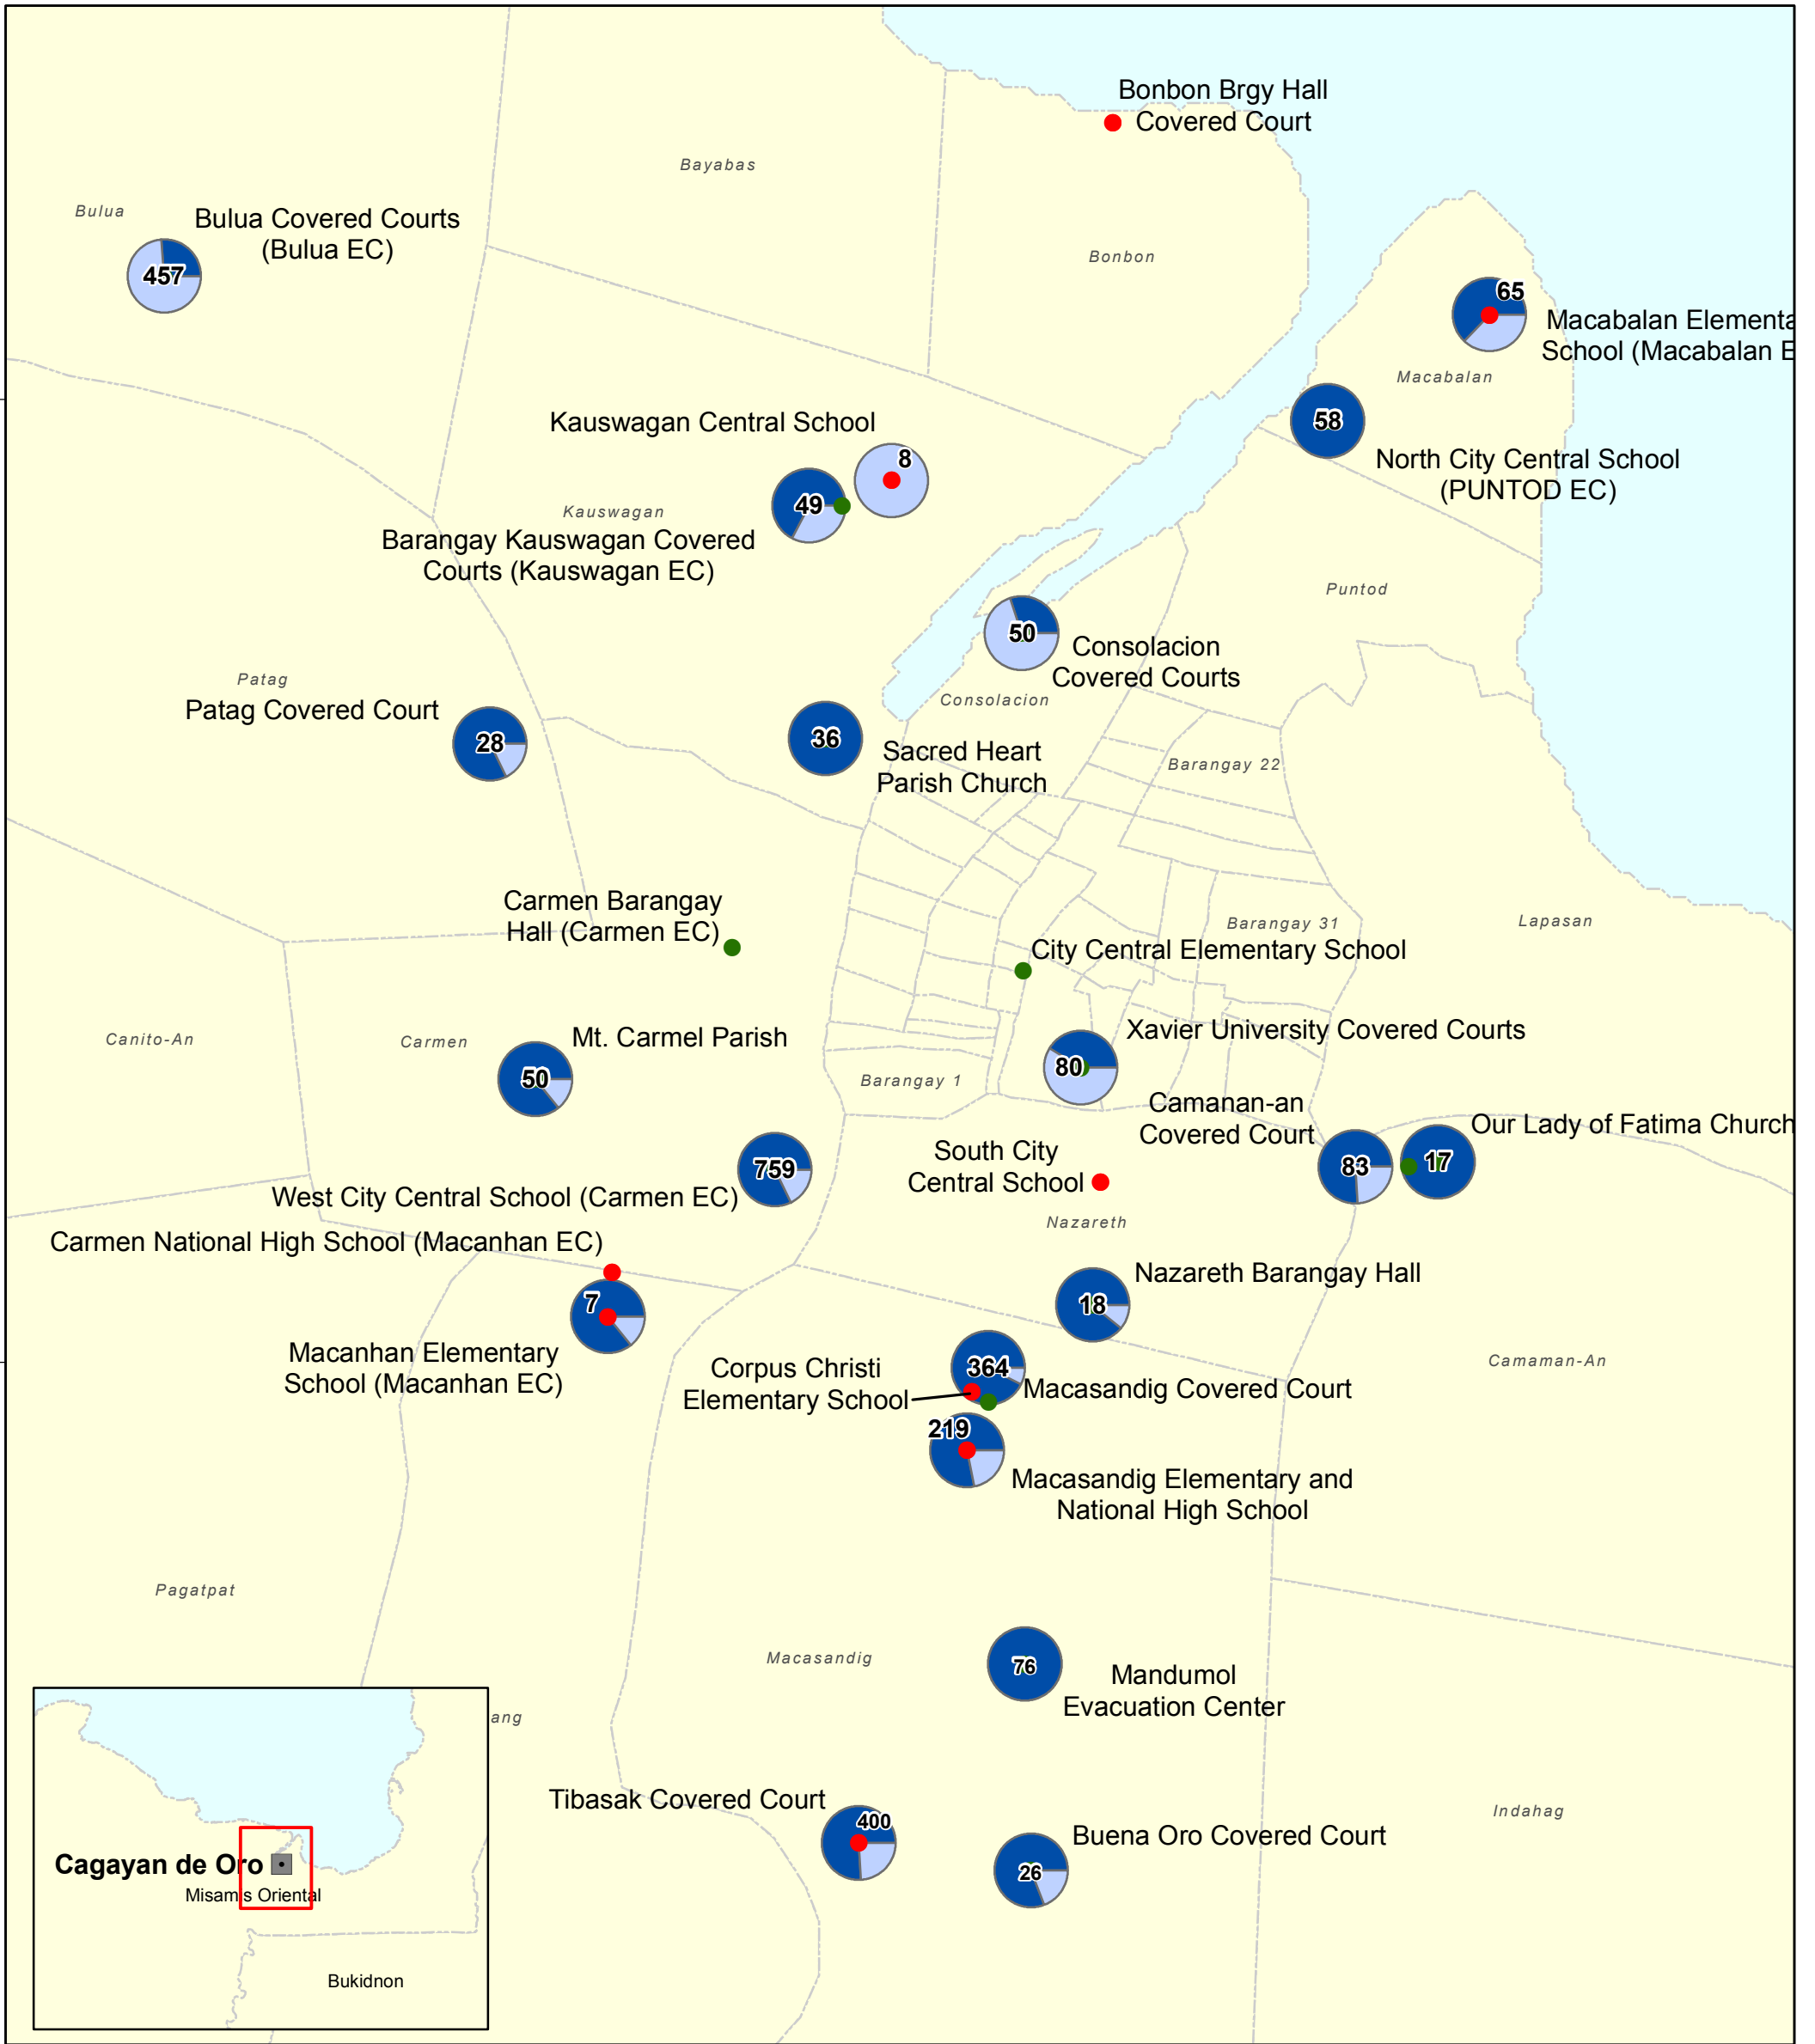 Bonbon Brgy Hall
Covered Court
Bayabas
Bulua
Bulua Covered Courts
(Bulua EC)
457
Bonbon
65
Macabalan Elementa
School (Macabalan E
Macabalan
Kauswagan Central School
8
58
North City Central School
(PUNTOD EC)
49
Kauswagan
Barangay Kauswagan Covered
Courts (Kauswagan EC)
Puntod
50
Consolacion
Covered Courts
Consolacion
Patag
Patag Covered Court
28
36
Sacred Heart
Parish Church
Barangay 22
Carmen Barangay
Hall (Carmen EC)
Barangay 31
Lapasan
City Central Elementary School
Canito-An
Carmen
Mt. Carmel Parish
50
Xavier University Covered Courts
80
Barangay 1
Camanan-an
Covered Court
Our Lady of Fatima Church
83
17
759
West City Central School (Carmen EC)
South City
Central School
Nazareth
Carmen National High School (Macanhan EC)
7
Macanhan Elementary
School (Macanhan EC)
Nazareth Barangay Hall
18
364
Corpus Christi
Elementary School
Macasandig Covered Court
Camaman-An
219
Macasandig Elementary and
National High School
Pagatpat
Macasandig
76
Mandumol
Evacuation Center
ang
Tibasak Covered Court
400
Indahag
Buena Oro Covered Court
26
Cagayan de Oro
Misamis Oriental
Bukidnon